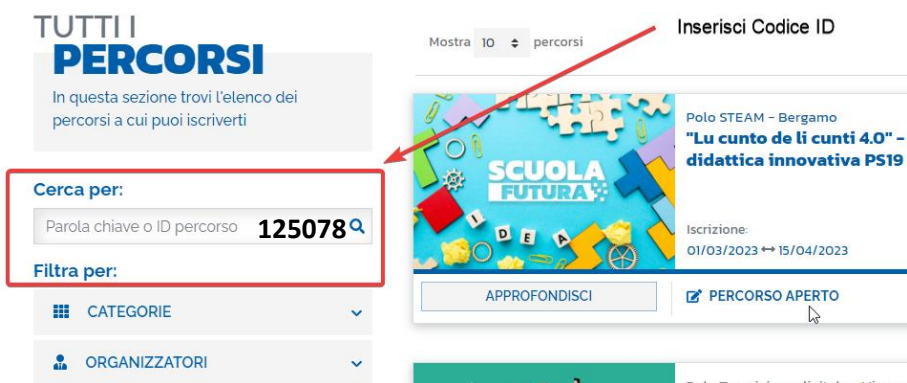 TUTTI I
PERCORSI
In questa sezione trovi l'elenco dei
percorsi a cui puoi iscriverti
Cerca per:
Parola chiave o ID percorso 125078
Filtra per:
CATEGORIE
ORGANIZZATORI
Mostra 10 percorsi
Inserisci Codice ID
SCUOLA
FUTURA
I D E A
Polo STEAM - Bergamo
"Lu cunto de li cunti 4.0" -
didattica innovativa PS19
Iscrizione:
01/03/2023 ↔ 15/04/2023
APPROFONDISCI
PERCORSO APERTO